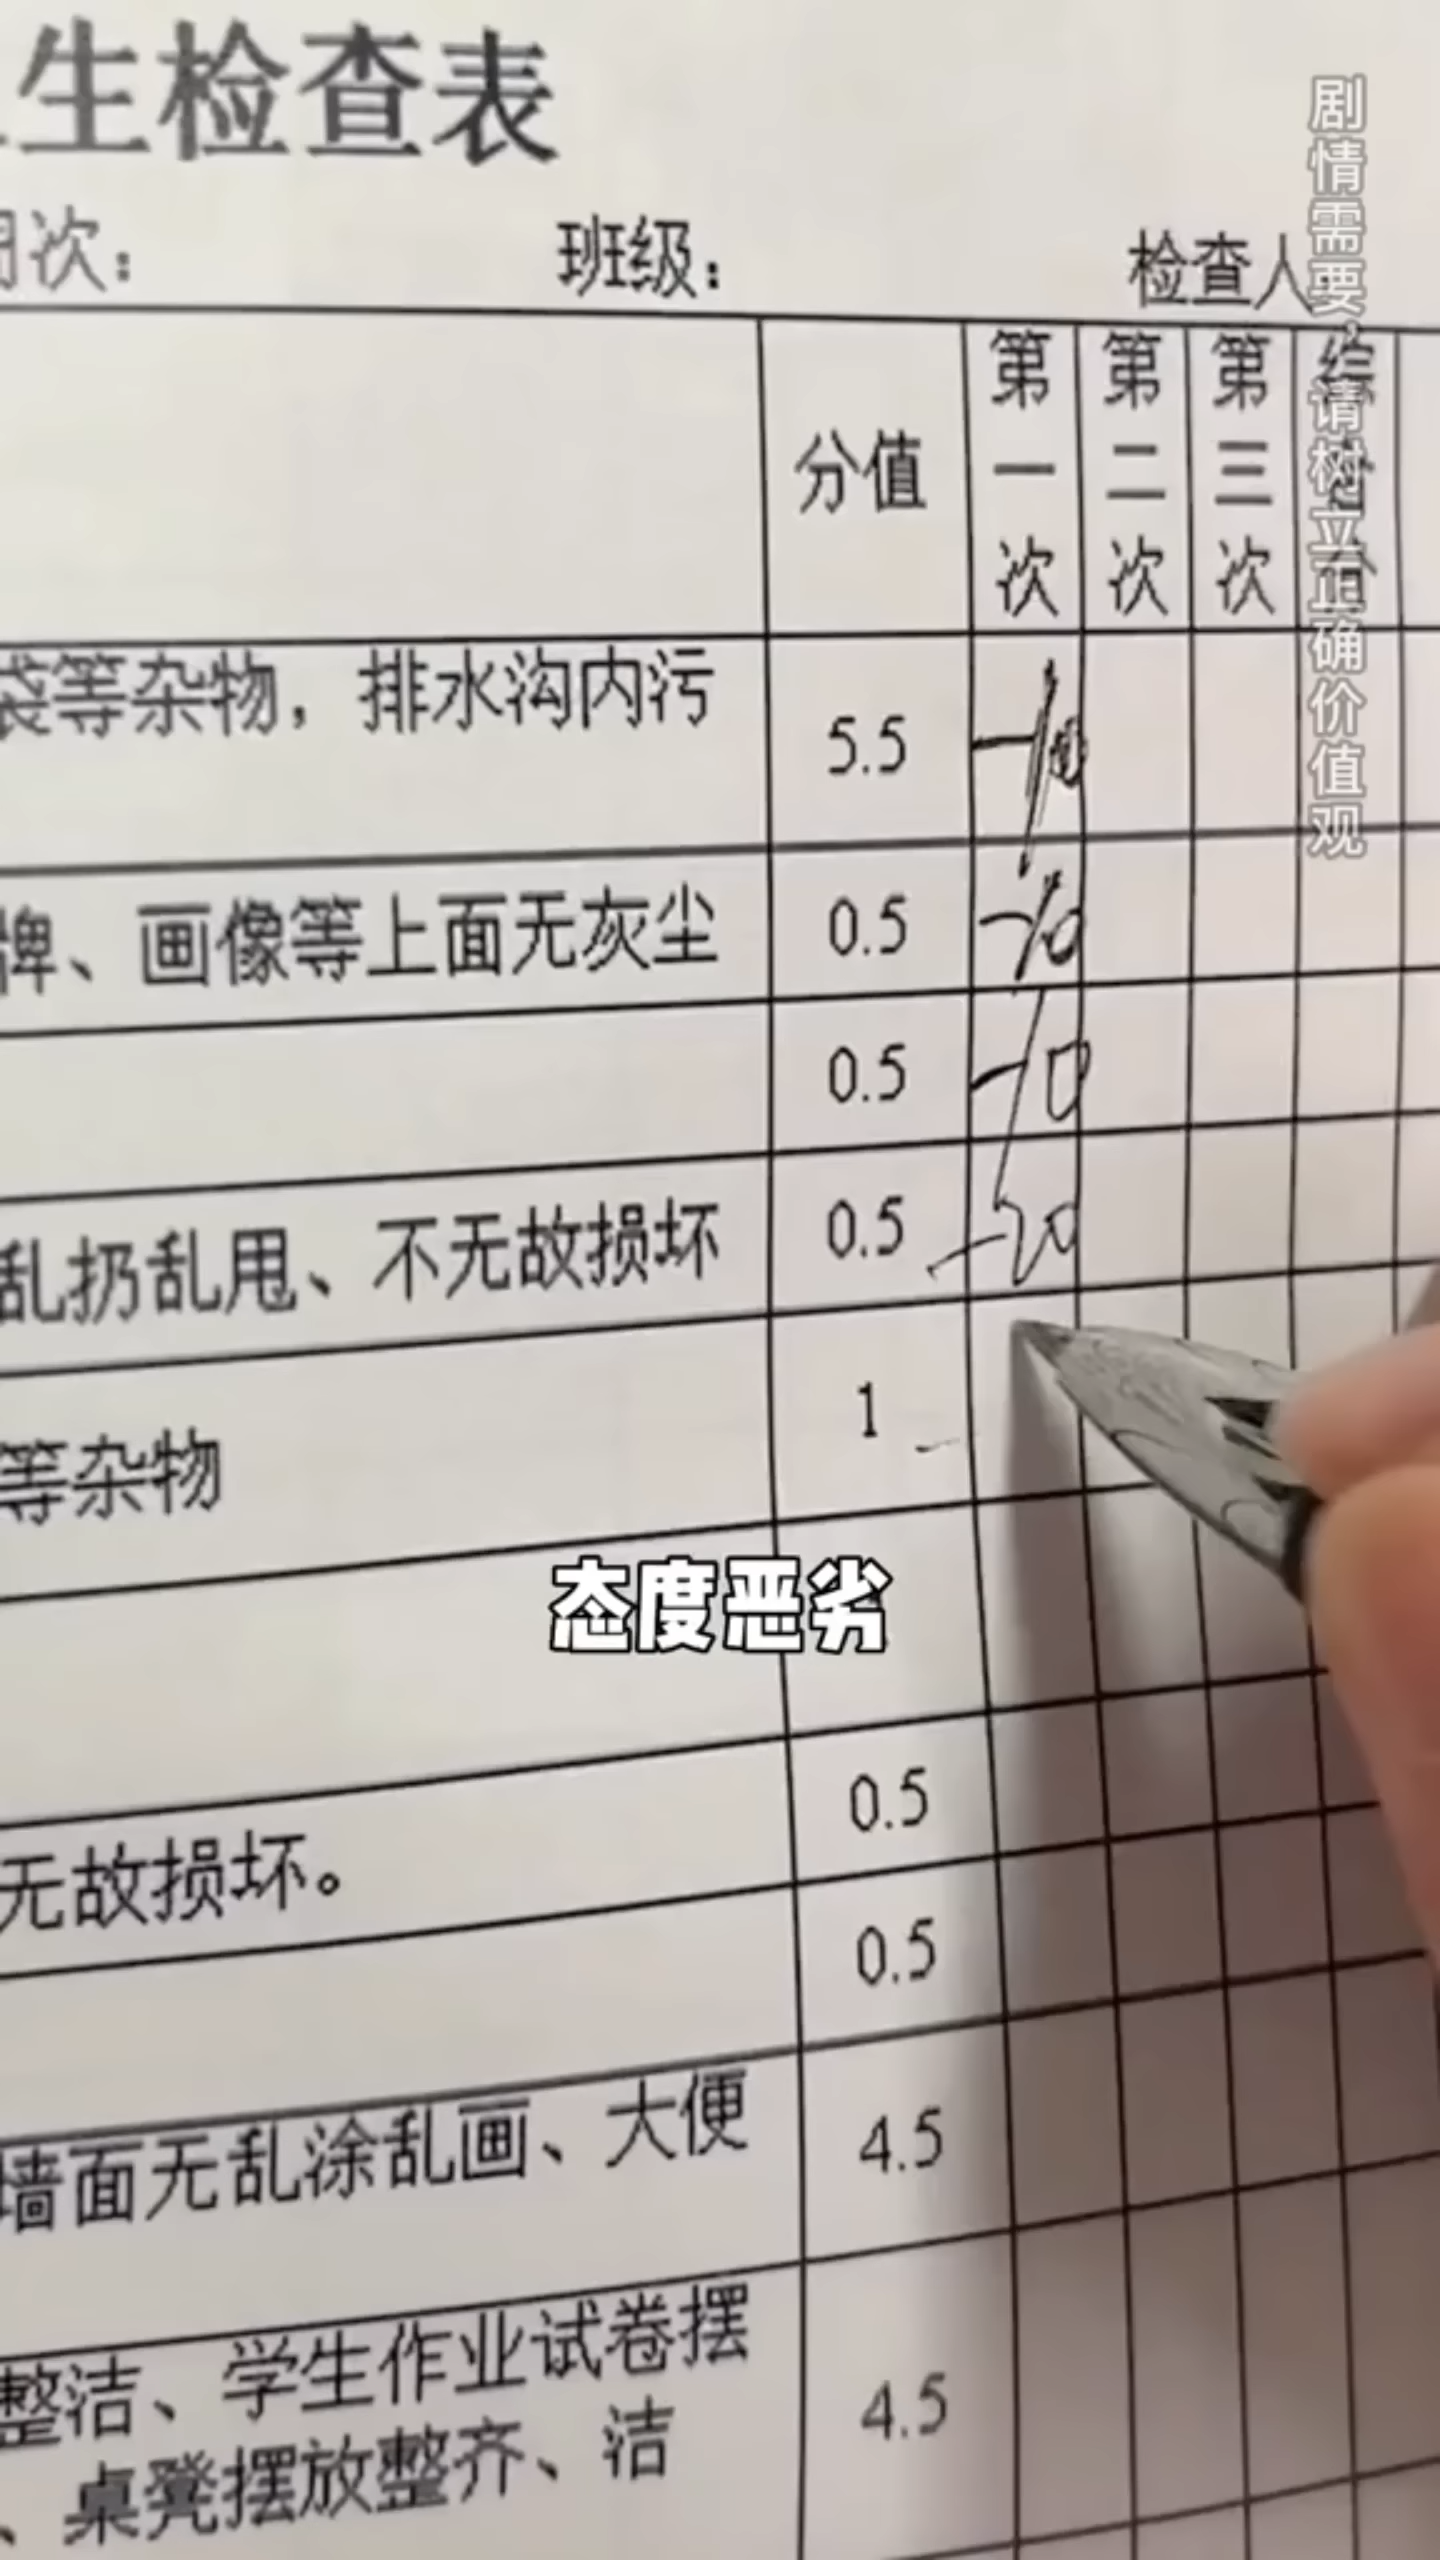 生检查表
周次：
班级：
检查人
剧情需要，请树立正确价值观
分值
第一次
第二次
第三次
袋等杂物，排水沟内污
5.5
-10
牌、画像等上面无灰尘
0.5
-10
0.5
-10
乱扔乱甩、不无故损坏
0.5
-20
1
等杂物
态度恶劣
0.5
无故损坏。
0.5
墙面无乱涂乱画、大便
4.5
整洁、学生作业试卷摆
、桌凳摆放整齐、洁
4.5